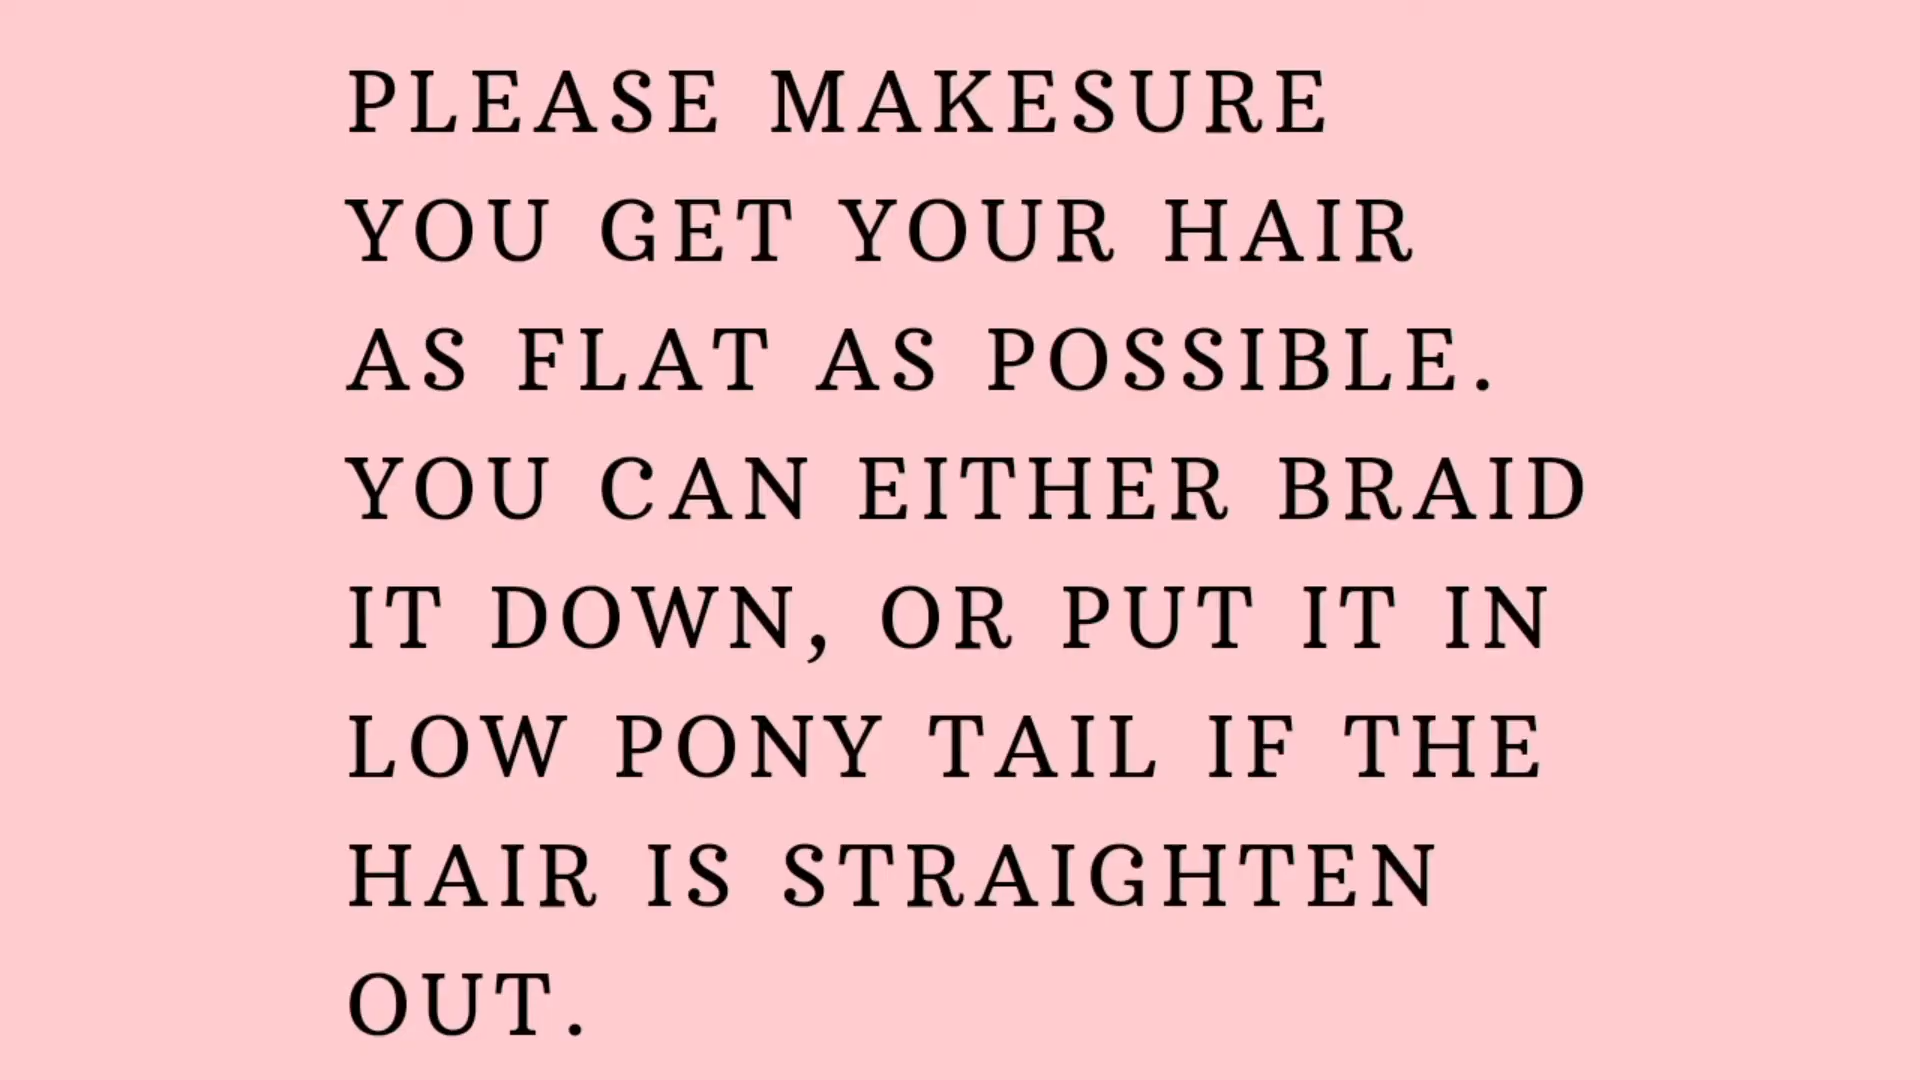 PLEASE MAKESURE
YOU GET YOUR HAIR
AS FLAT AS POSSIBLE.
YOU CAN EITHER BRAID
IT DOWN, OR PUT IT IN
LOW PONY TAIL IF THE
HAIR IS STRAIGHTEN
OUT.